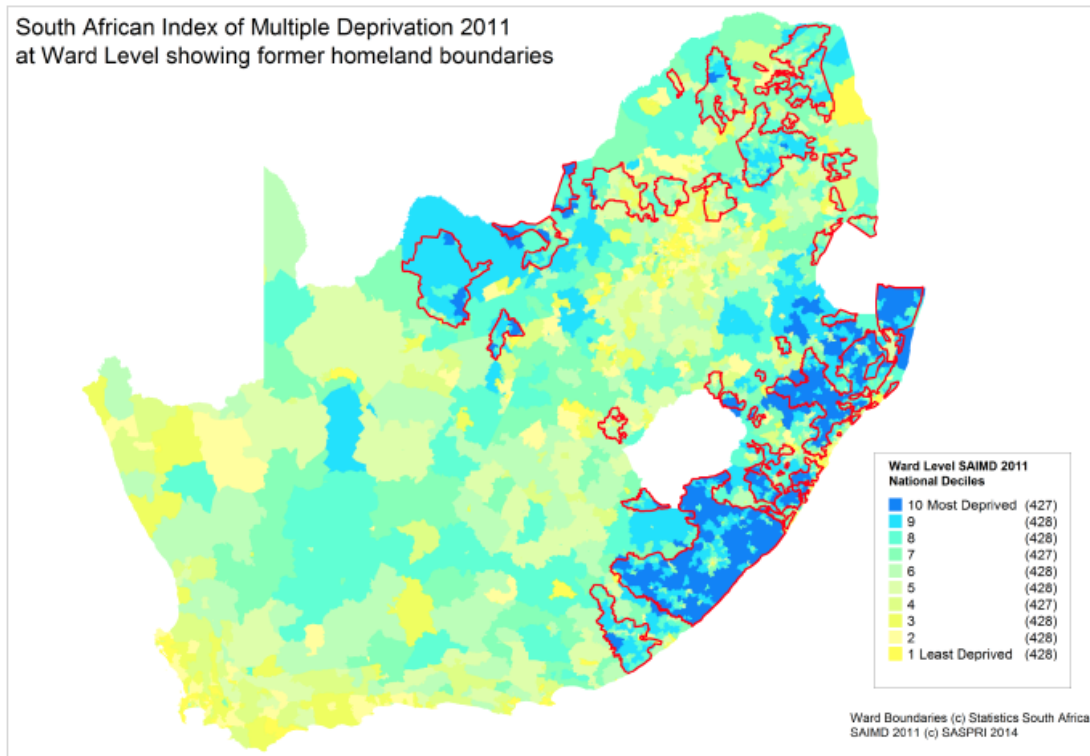 South African Index of Multiple Deprivation 2011
at Ward Level showing former homeland boundaries
Ward Level SAIMD 2011
National Deciles
10 Most Deprived (427)
9 (428)
8 (428)
7 (427)
6 (428)
5 (428)
4 (427)
3 (428)
2 (428)
1 Least Deprived (428)
Ward Boundaries (c) Statistics South Africa
SAIMD 2011 (c) SASPRI 2014